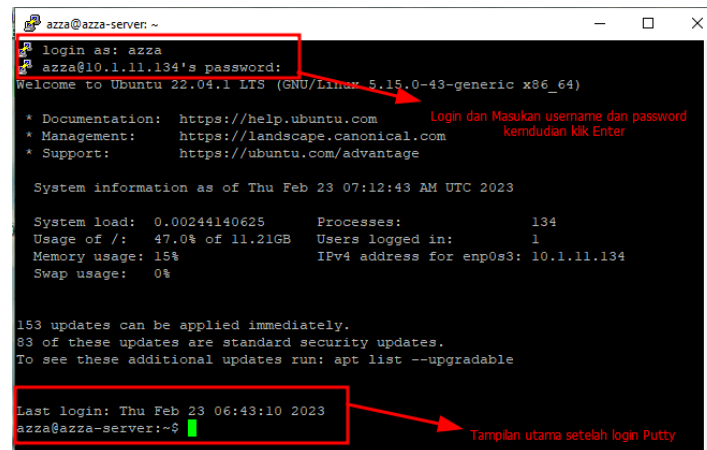 azza@azza-server: ~
login as: azza
azza@10.1.11.134's password:
Welcome to Ubuntu 22.04.1 LTS (GNU/Linux 5.15.0-43-generic x86_64)
Login dan Masukan username dan password
kemdudian klik Enter
* Documentation:  https://help.ubuntu.com
* Management:     https://landscape.canonical.com
* Support:        https://ubuntu.com/advantage
System information as of Thu Feb 23 07:12:43 AM UTC 2023
System load:  0.00244140625      Processes:               134
Usage of /:   47.0% of 11.21GB   Users logged in:         1
Memory usage: 15%                IPv4 address for enp0s3: 10.1.11.134
Swap usage:   0%
153 updates can be applied immediately.
83 of these updates are standard security updates.
To see these additional updates run: apt list --upgradable
Last login: Thu Feb 23 06:43:10 2023
azza@azza-server:~$
Tampilan utama setelah login Putty